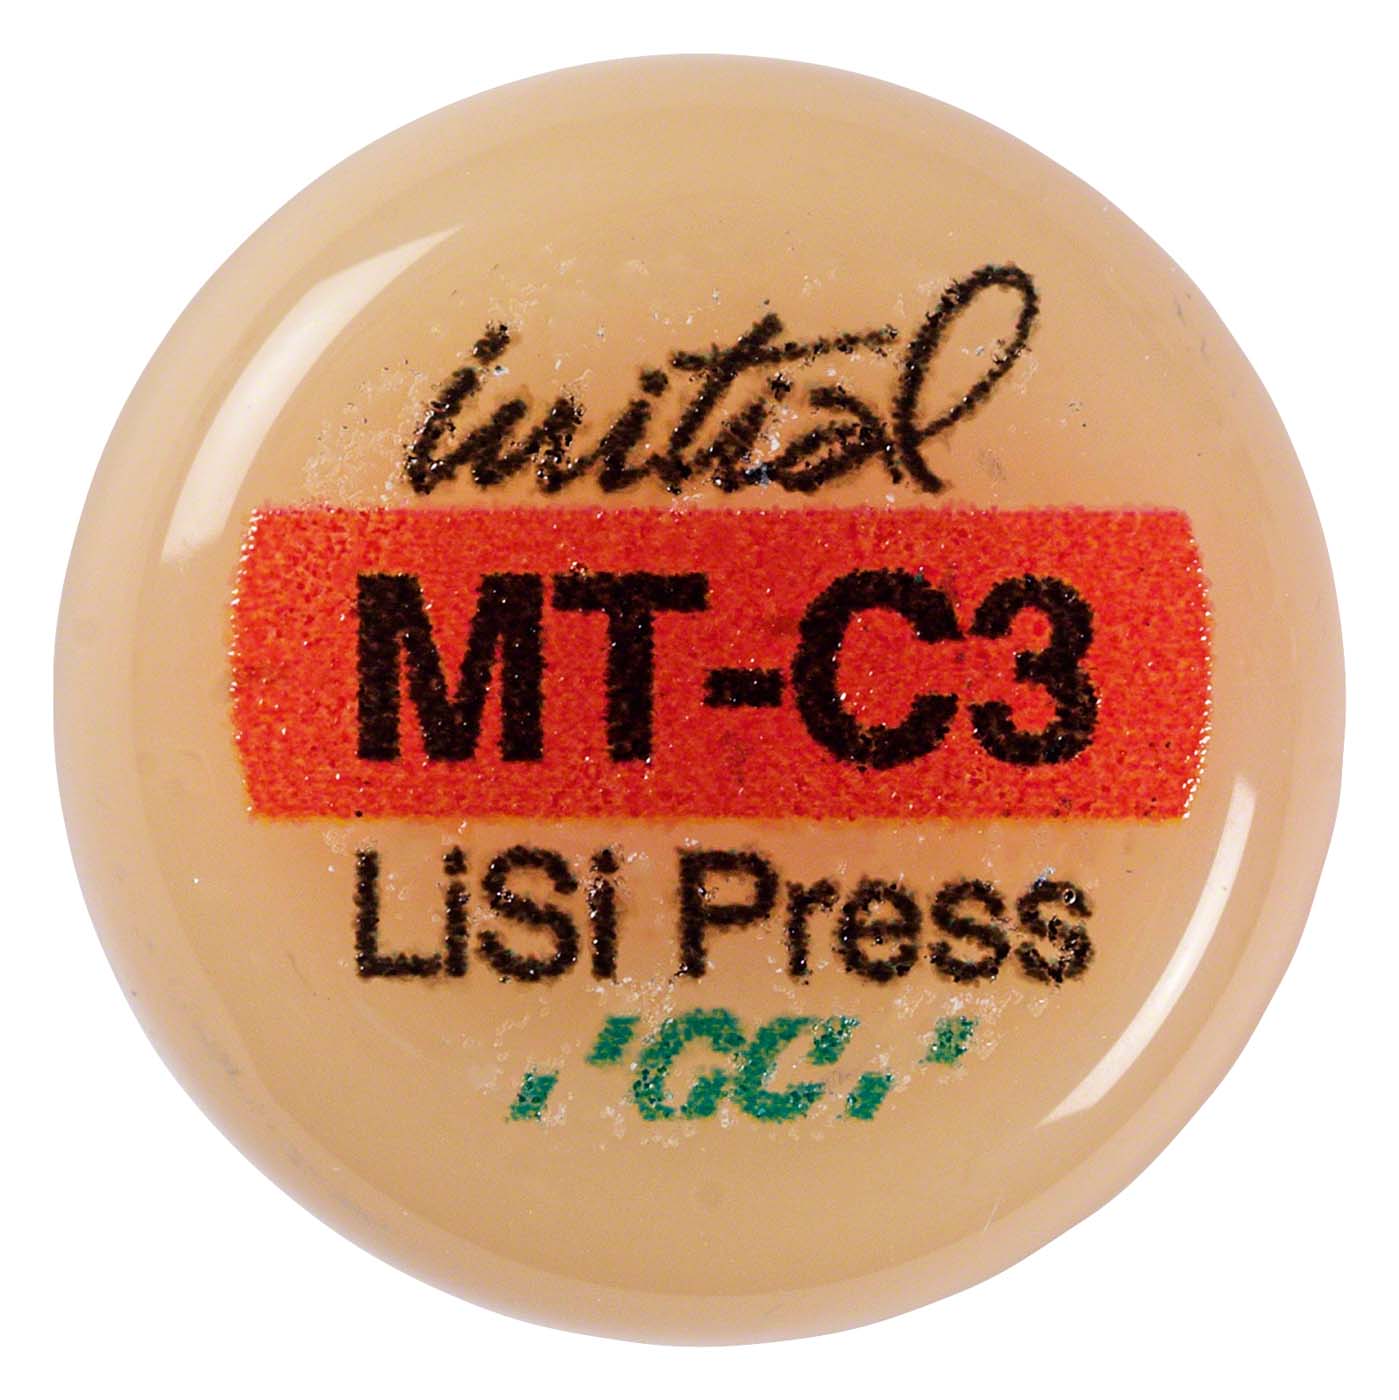 initial
MT-C3
LiSi Press
GC